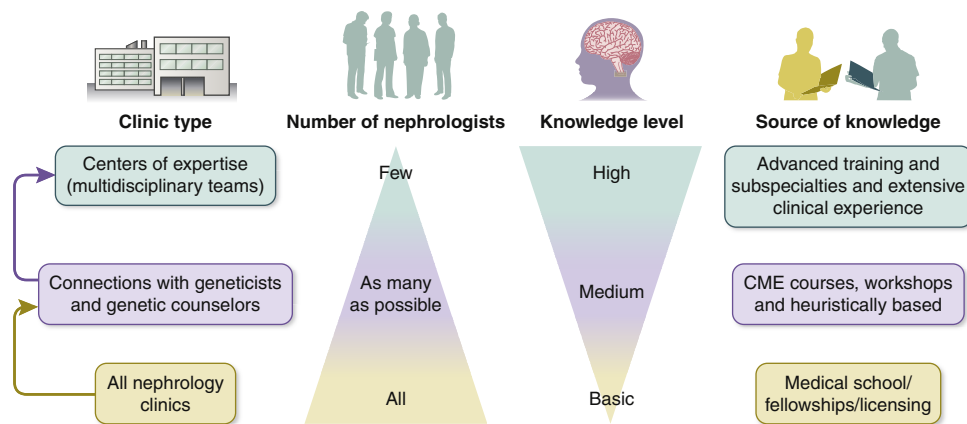 Clinic type
Number of nephrologists
Knowledge level
Source of knowledge
Centers of expertise
(multidisciplinary teams)
Few
High
Advanced training and
subspecialties and extensive
clinical experience
Connections with geneticists
and genetic counselors
As many
as possible
Medium
CME courses, workshops
and heuristically based
All nephrology
clinics
All
Basic
Medical school/
fellowships/licensing